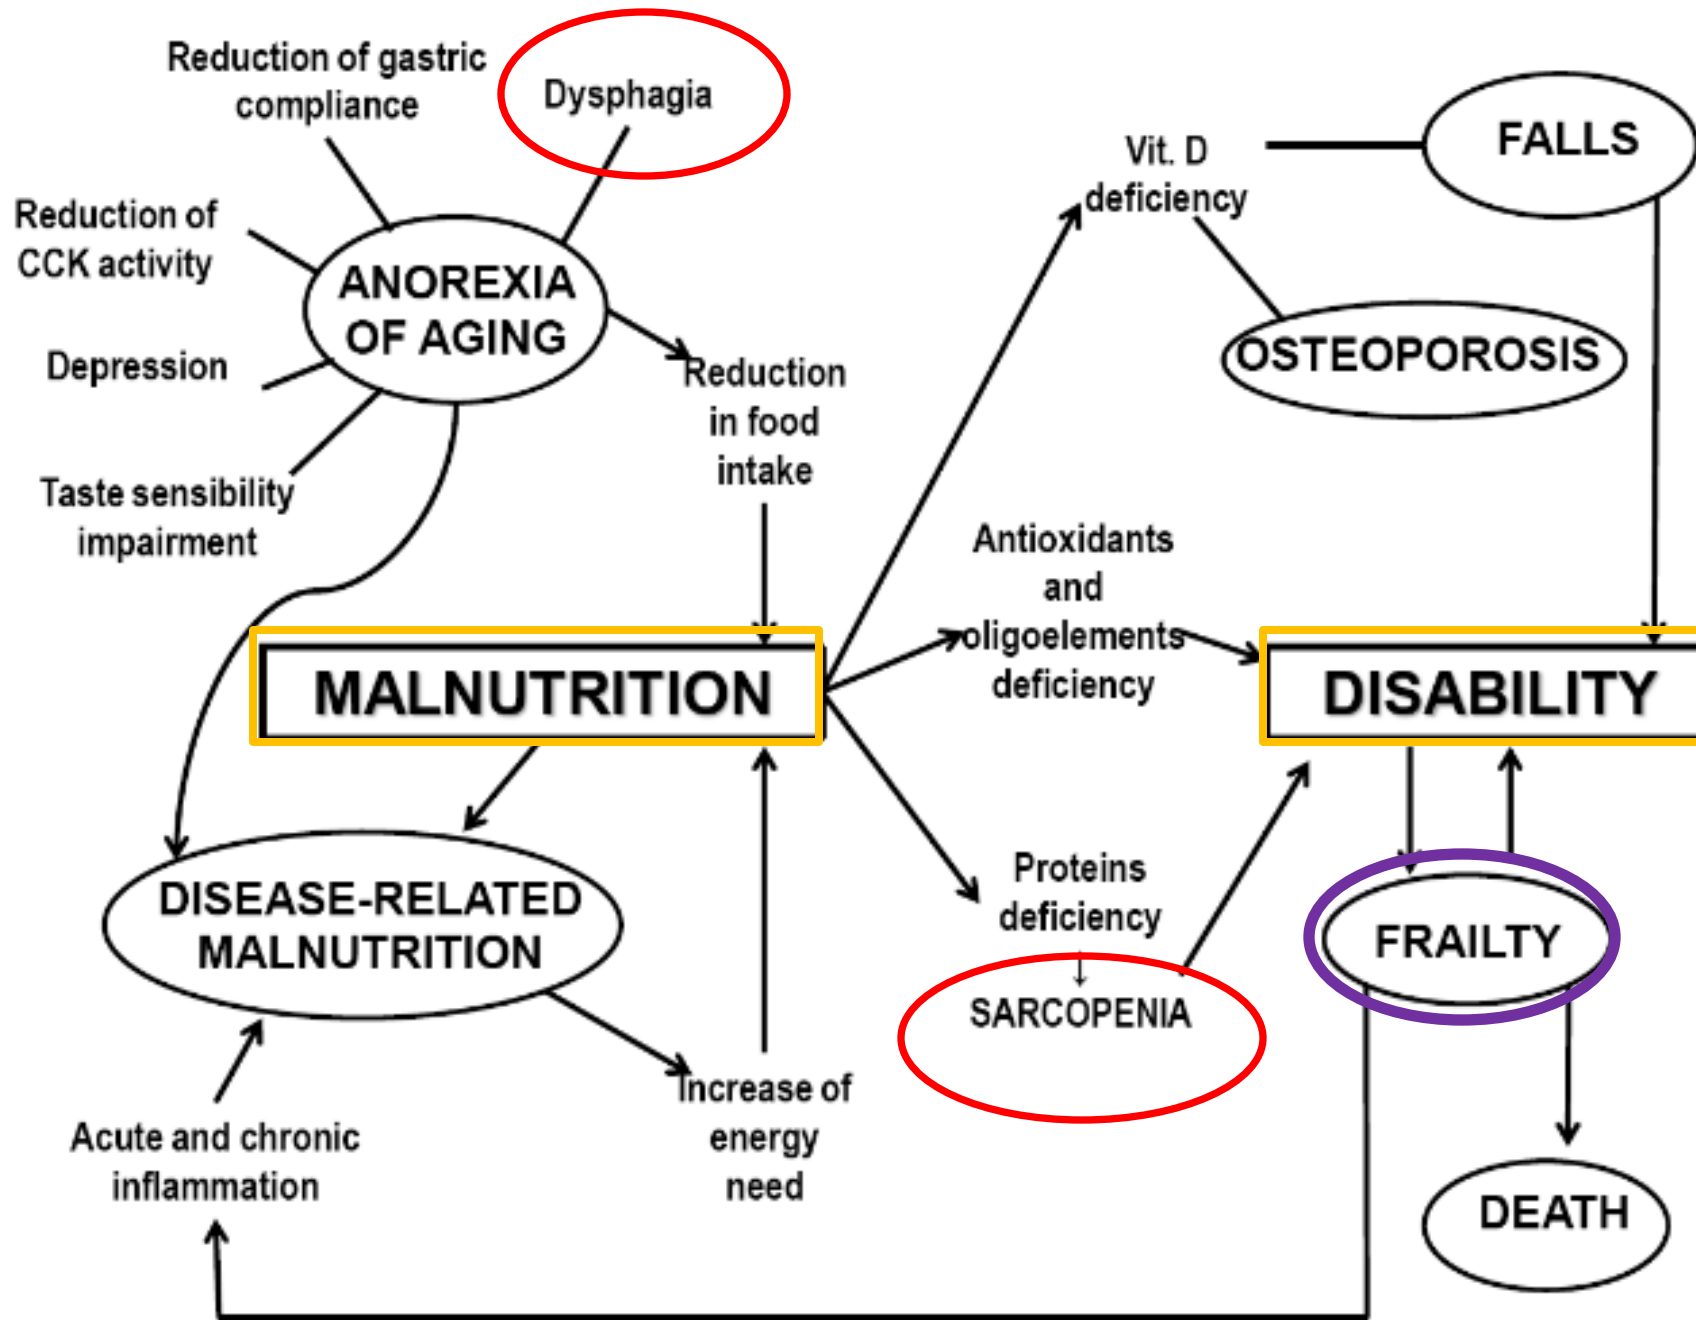 Reduction of gastric
compliance
Dysphagia
Reduction of
CCK activity
ANOREXIA
OF AGING
Depression
Taste sensibility
impairment
Reduction
in food
intake
Vit. D
deficiency
FALLS
OSTEOPOROSIS
Antioxidants
and
oligoelements
deficiency
MALNUTRITION
DISABILITY
DISEASE-RELATED
MALNUTRITION
Proteins
deficiency
↓
SARCOPENIA
FRAILTY
Increase of
energy
need
Acute and chronic
inflammation
DEATH